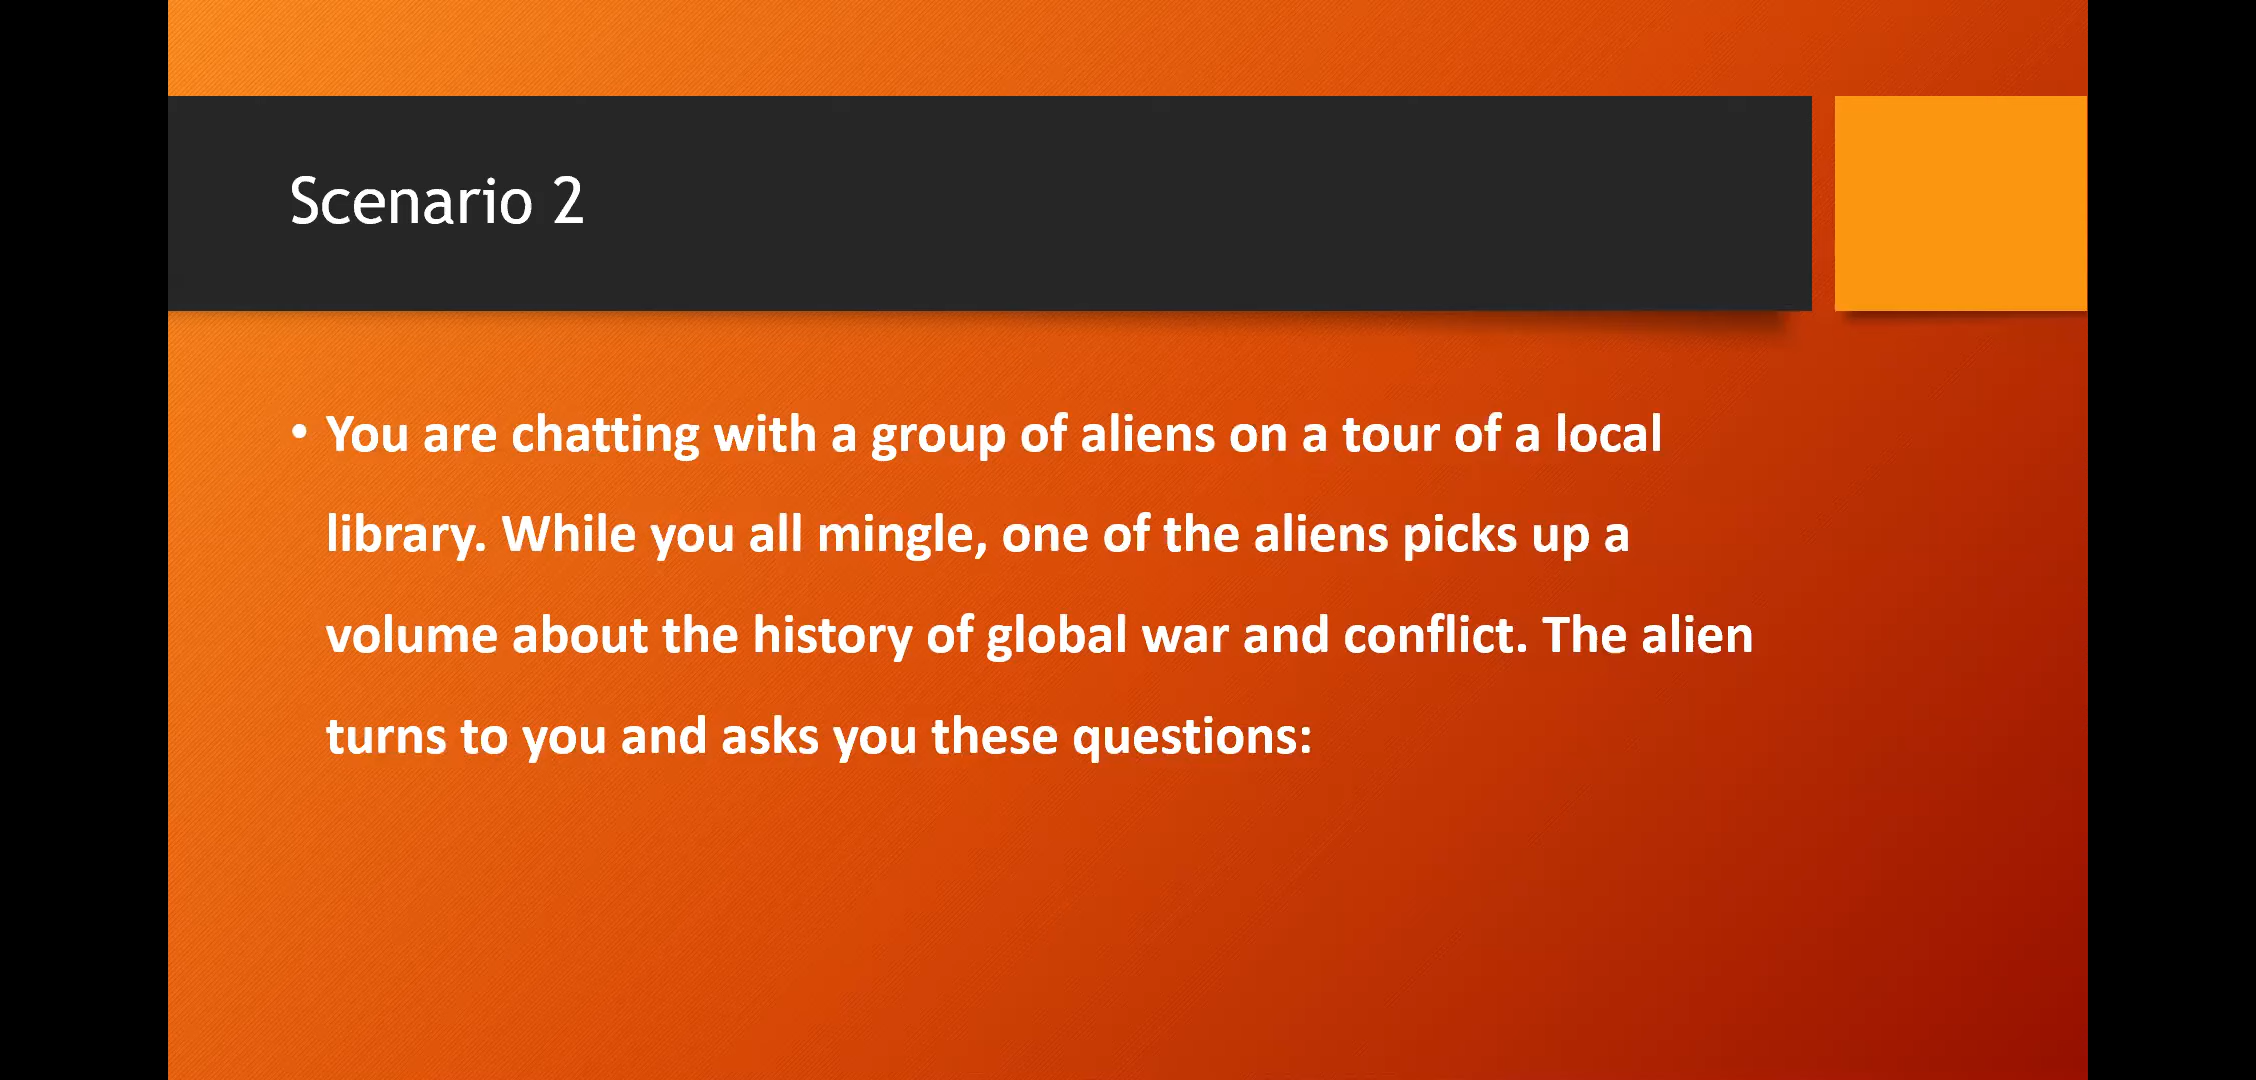 Scenario 2
• You are chatting with a group of aliens on a tour of a local
library. While you all mingle, one of the aliens picks up a
volume about the history of global war and conflict. The alien
turns to you and asks you these questions: